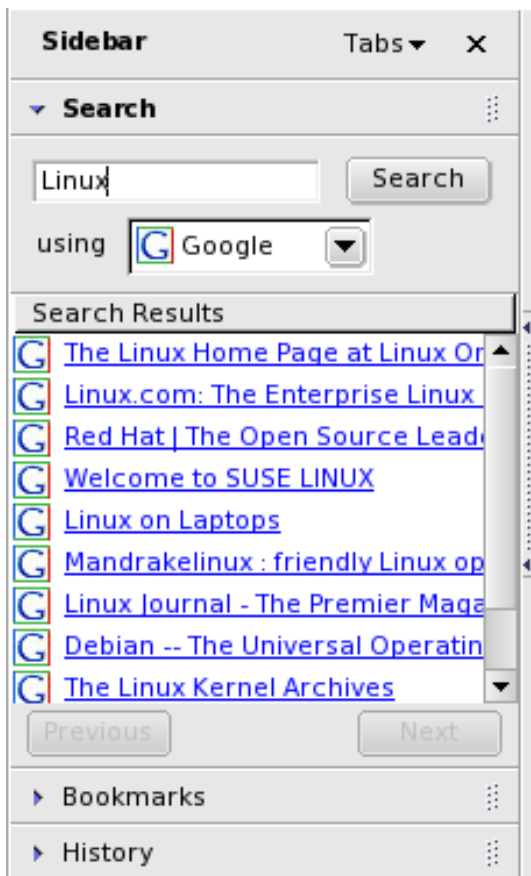 Sidebar Tabs
Search
Linux Search
using Google
Search Results
The Linux Home Page at Linux Or
Linux.com: The Enterprise Linux
Red Hat | The Open Source Leade
Welcome to SUSE LINUX
Linux on Laptops
Mandrakelinux : friendly Linux op
Linux Journal - The Premier Maga
Debian -- The Universal Operatin
The Linux Kernel Archives
Previous Next
Bookmarks
History